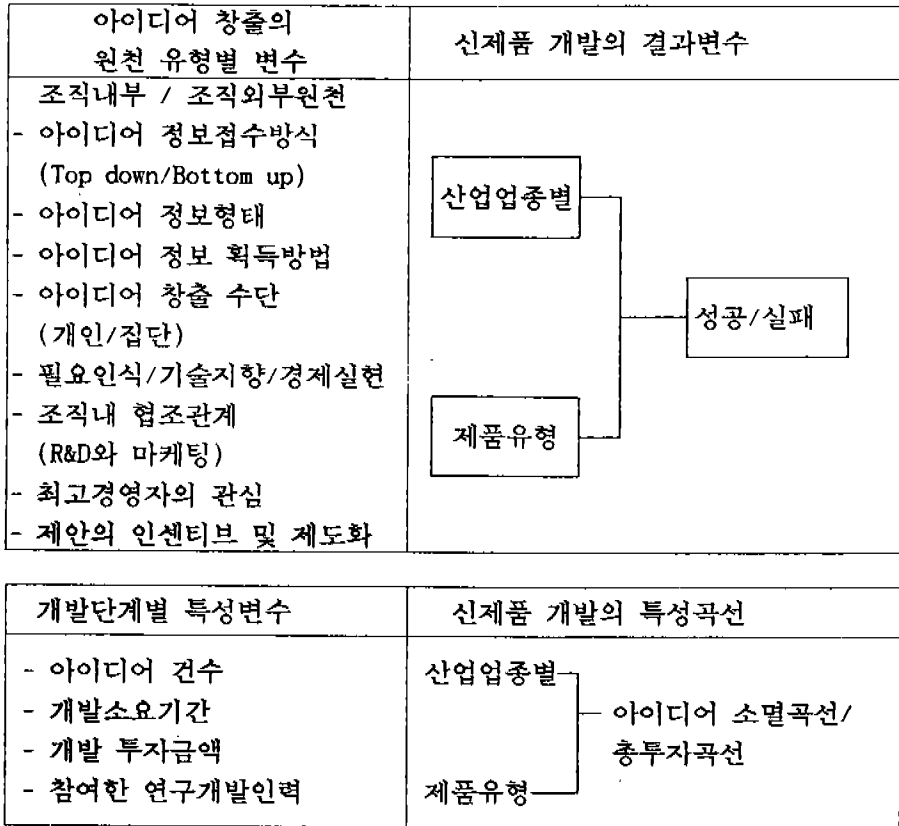 아이디어 창출의
원천 유형별 변수
신제품 개발의 결과변수
조직내부 / 조직외부원천
- 아이디어 정보접수방식
(Top down/Bottom up)
- 아이디어 정보형태
- 아이디어 정보 획득방법
- 아이디어 창출 수단
(개인/집단)
- 필요인식/기술지향/경제실현
- 조직내 협조관계
(R&D와 마케팅)
- 최고경영자의 관심
- 제안의 인센티브 및 제도화
산업업종별
성공/실패
제품유형
개발단계별 특성변수
신제품 개발의 특성곡선
- 아이디어 건수
- 개발소요기간
- 개발 투자금액
- 참여한 연구개발인력
산업업종별
아이디어 소멸곡선/
총투자곡선
제품유형